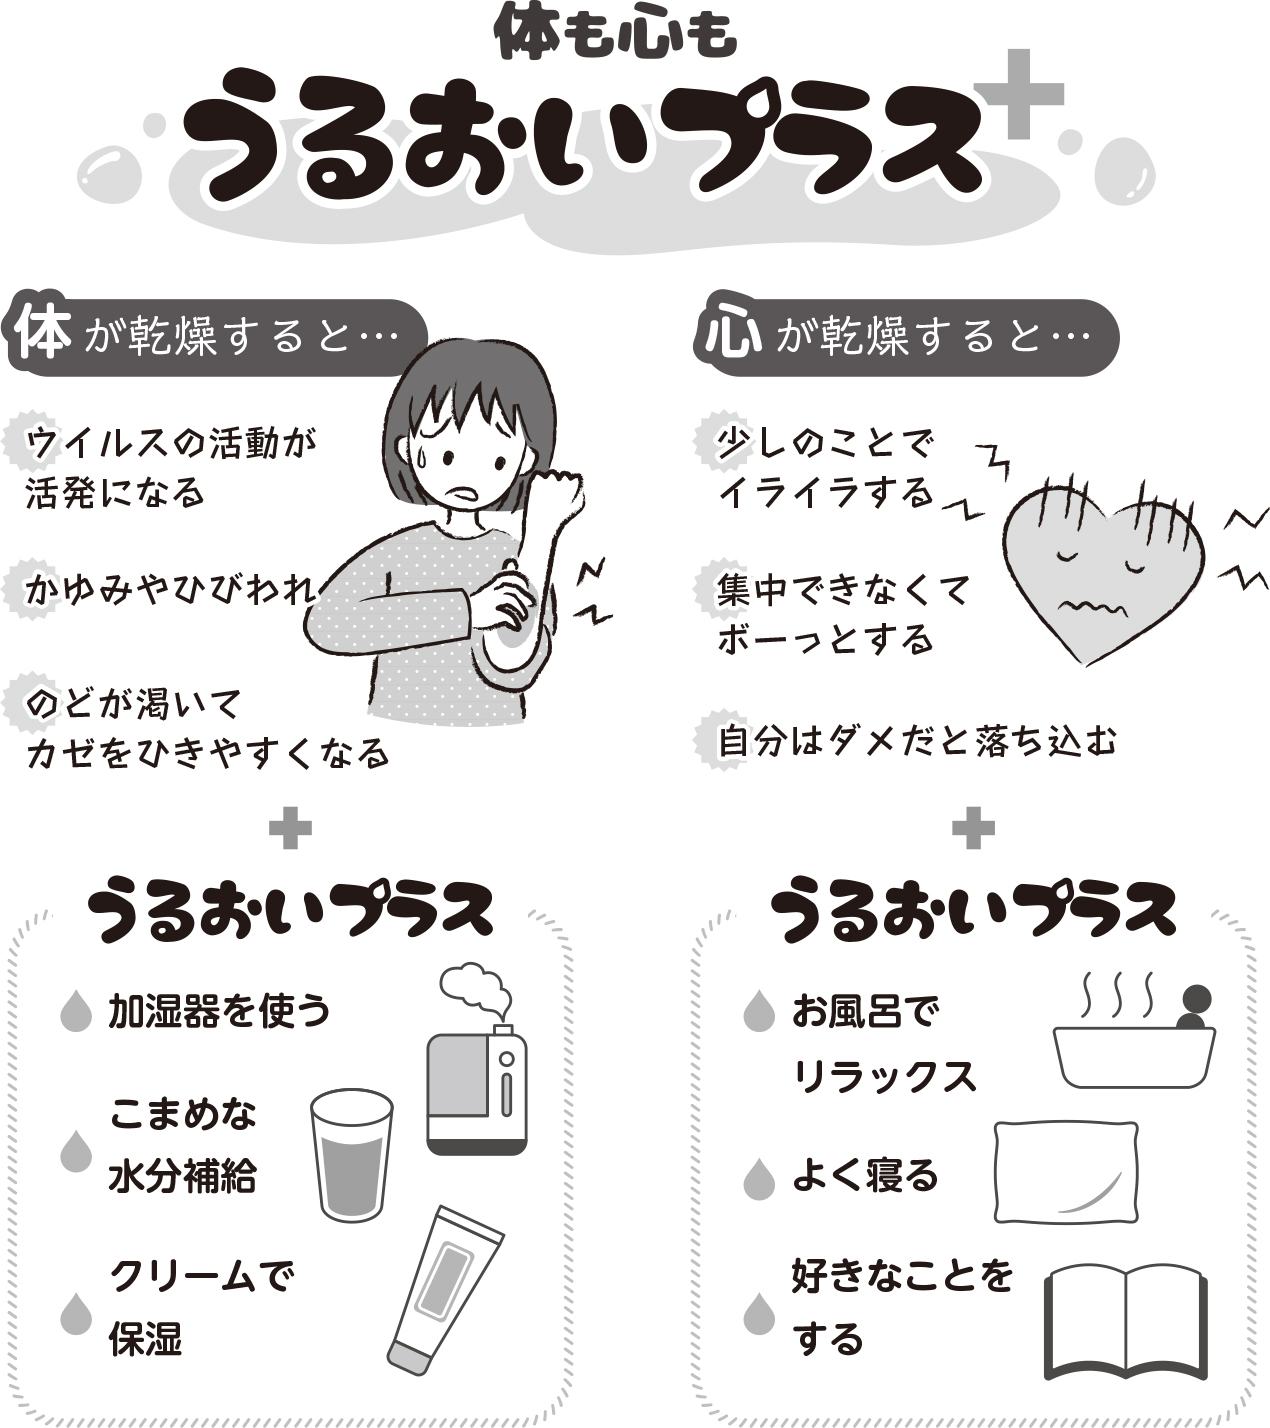 体も心も
うるおいプラス
体が乾燥すると…
ウイルスの活動が
活発になる
かゆみやひびわれ
のどが渇いて
カゼをひきやすくなる
うるおいプラス
加湿器を使う
こまめな
水分補給
クリームで
保湿
心が乾燥すると…
少しのことで
イライラする
集中できなくて
ボーっとする
自分はダメだと落ち込む
うるおいプラス
お風呂で
リラックス
よく寝る
好きなことを
する